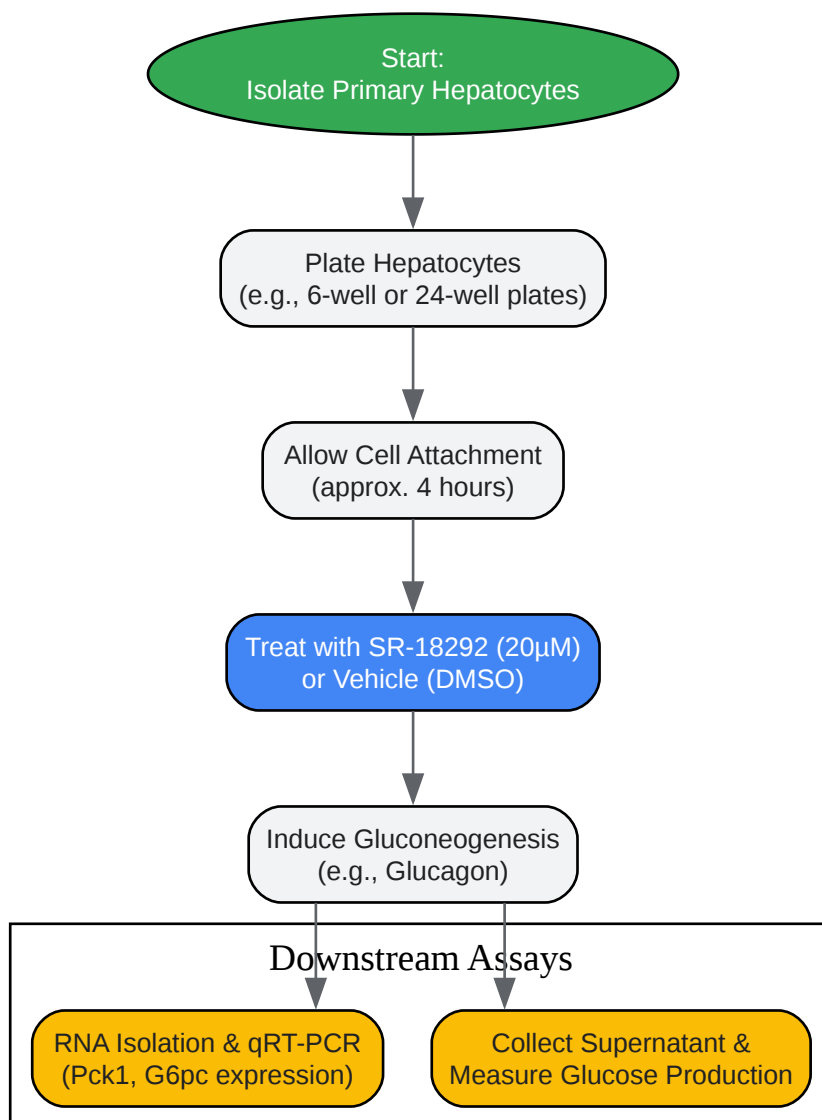 Start:
Isolate Primary Hepatocytes
Plate Hepatocytes
(e.g., 6-well or 24-well plates)
Allow Cell Attachment
(approx. 4 hours)
Treat with SR-18292 (20µM)
or Vehicle (DMSO)
Induce Gluconeogenesis
(e.g., Glucagon)
Downstream Assays
RNA Isolation & qRT-PCR
(Pck1, G6pc expression)
Collect Supernatant &
Measure Glucose Production